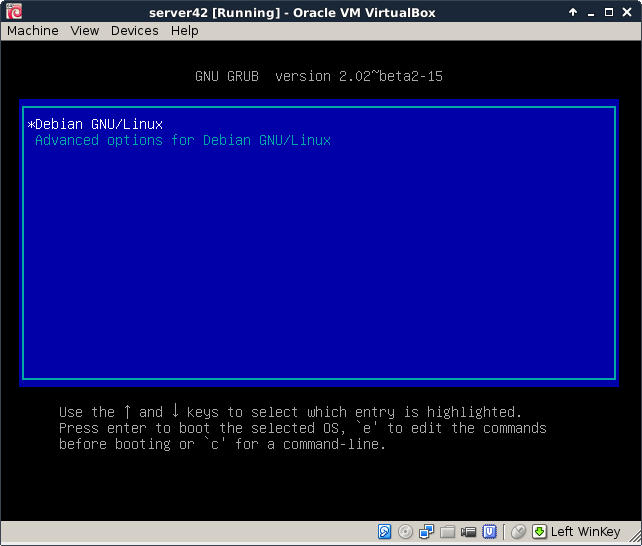 server42 [Running] - Oracle VM VirtualBox
Machine View Devices Help
GNU GRUB  version 2.02~beta2-15
*Debian GNU/Linux
Advanced options for Debian GNU/Linux
Use the ↑ and ↓ keys to select which entry is highlighted.
Press enter to boot the selected OS, `e' to edit the commands
before booting or `c' for a command-line.
Left WinKey